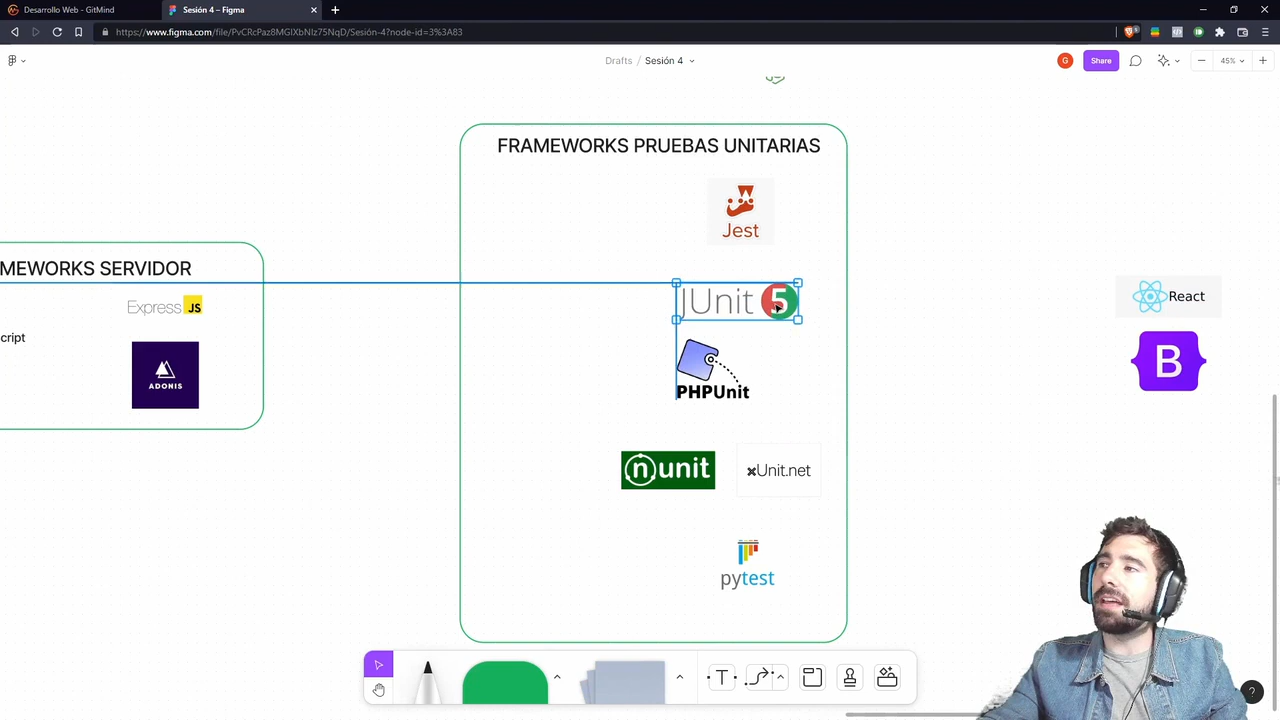 Desarrollo Web - GitMind
Sesión 4 – Figma
https://www.figma.com/file/PvCRcPaz8MGIXbNIz75NqD/Sesión-4?node-id=3%3A83
Drafts / Sesión 4
G
Share
45%
FRAMEWORKS PRUEBAS UNITARIAS
Jest
MEWORKS SERVIDOR
Express JS
JUnit 5
React
cript
ADONIS
B
PHPUnit
nunit
xUnit.net
pytest
T
?